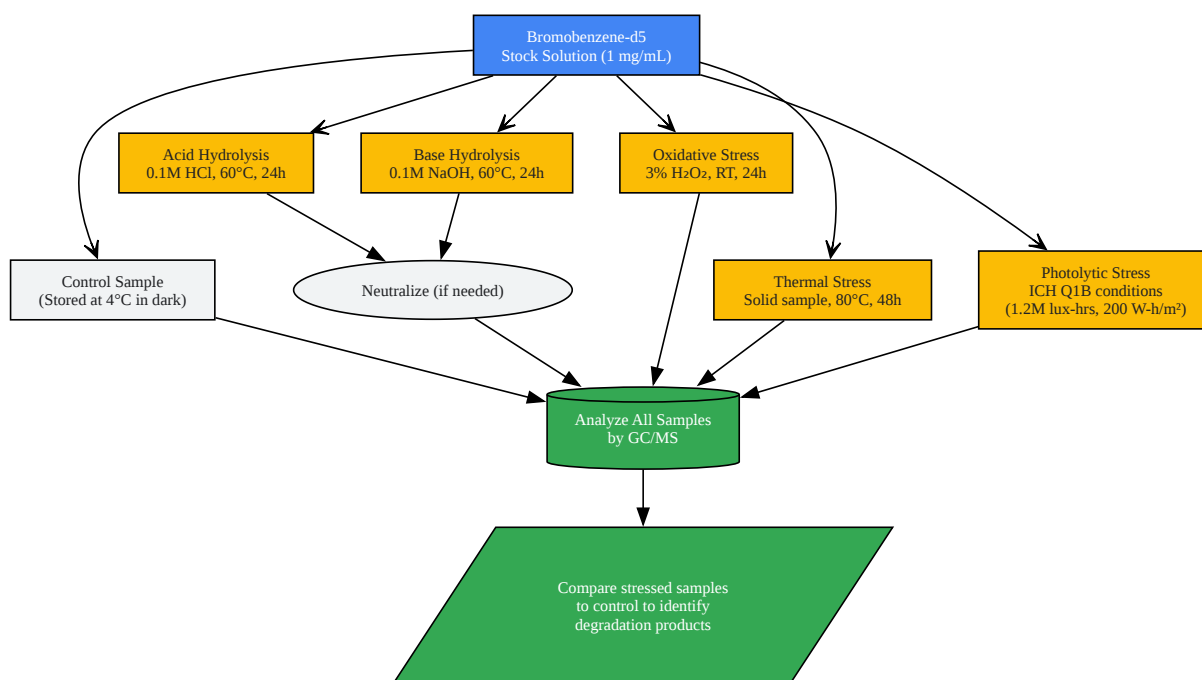 Bromobenzene-d5
Stock Solution (1 mg/mL)
Acid Hydrolysis
0.1M HCl, 60°C, 24h
Base Hydrolysis
0.1M NaOH, 60°C, 24h
Oxidative Stress
3% H₂O₂, RT, 24h
Control Sample
(Stored at 4°C in dark)
Neutralize (if needed)
Thermal Stress
Solid sample, 80°C, 48h
Photolytic Stress
ICH Q1B conditions
(1.2M lux-hrs, 200 W-h/m²)
Analyze All Samples
by GC/MS
Compare stressed samples
to control to identify
degradation products